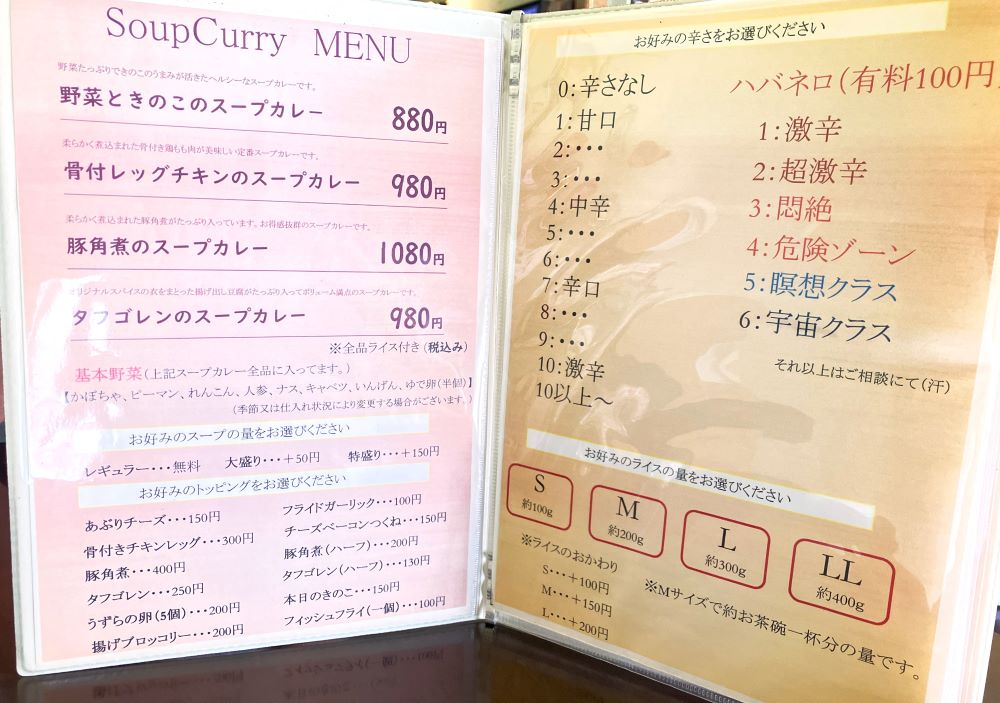 SoupCurry MENU
野菜たっぷりできのこのうまみが活きたヘルシーなスープカレーです。
野菜ときのこのスープカレー 880円
柔らかく煮込まれた骨付き鶏もも肉が美味しい定番スープカレーです。
骨付レッグチキンのスープカレー 980円
柔らかく煮込まれた豚角煮がたっぷり入っています。お得感抜群のスープカレーです。
豚角煮のスープカレー 1080円
オリジナルスパイスの衣をまとった揚げ出し豆腐がたっぷり入ってボリューム満点のスープカレーです。
タフゴレンのスープカレー 980円
※全品ライス付き(税込み)
基本野菜(上記スープカレー全品に入ってます。)
【かぼちゃ、ピーマン、れんこん、人参、ナス、キャベツ、いんげん、ゆで卵(半個)】
(季節又は仕入れ状況により変更する場合がございます。)
お好みのスープの量をお選びください
レギュラー・・・無料 大盛り・・・+50円 特盛り・・・+150円
お好みのトッピングをお選びください
あぶりチーズ・・・150円
骨付きチキンレッグ・・・300円
豚角煮・・・400円
タフゴレン・・・250円
うずらの卵(5個)・・・200円
揚げブロッコリー・・・200円
フライドガーリック・・・100円
チーズベーコンつくね・・・150円
豚角煮(ハーフ)・・・200円
タフゴレン(ハーフ)・・・130円
本日のきのこ・・・150円
フィッシュフライ(一個)・・・100円
お好みの辛さをお選びください
0:辛さなし
1:甘口
2:・・・
3:・・・
4:中辛
5:・・・
6:・・・
7:辛口
8:・・・
9:・・・
10:激辛
10以上〜
ハバネロ(有料100円)
1:激辛
2:超激辛
3:悶絶
4:危険ゾーン
5:瞑想クラス
6:宇宙クラス
それ以上はご相談にて(汗)
お好みのライスの量をお選びください
S
約100g
M
約200g
L
約300g
LL
約400g
※ライスのおかわり
S・・・+100円
M・・・+150円
L・・・+200円
※Mサイズで約お茶碗一杯分の量です。